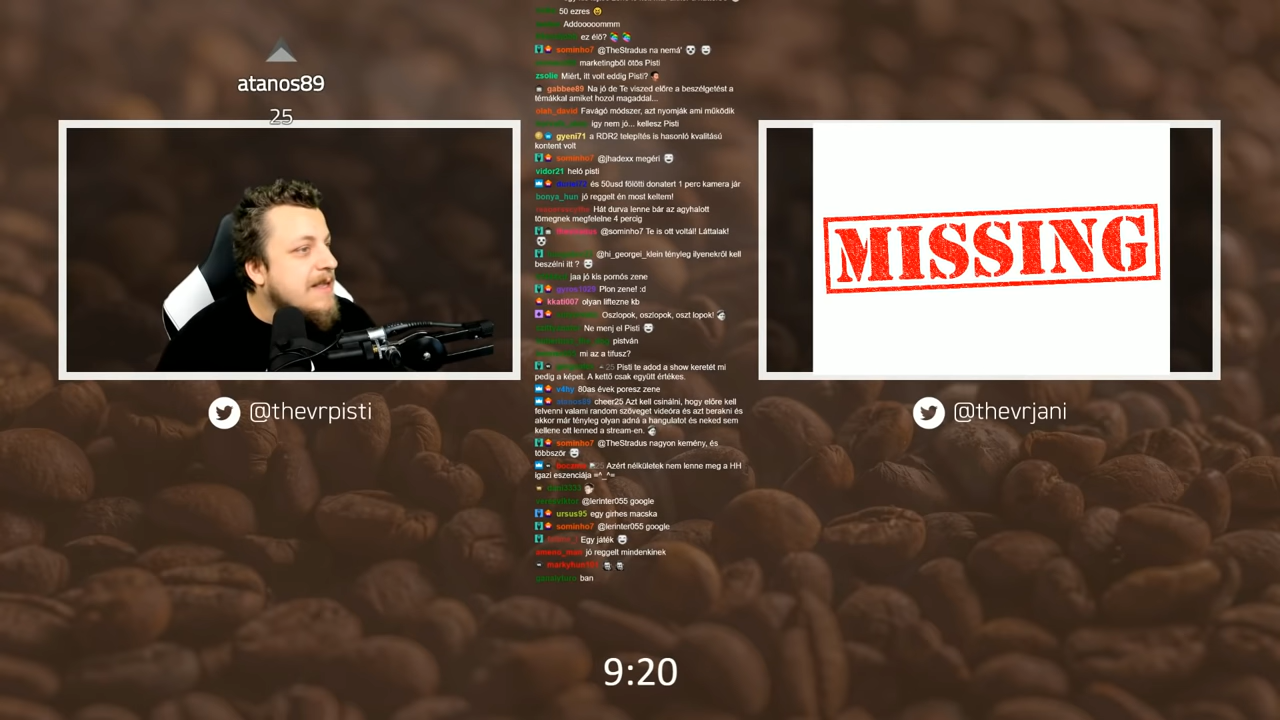 atanos89
25
50 ezres
Addooooommm
ez élő?
sominho7 @TheStradus na nemá'
marketingből ötös Pisti
zsolie Miért, itt volt eddig Pisti?
gabbee89 Na jó de Te viszed előre a beszélgetést a
témákkal amiket hozol magaddal...
oleh_david Favágó módszer, azt nyomják ami működik
igy nem jó... kellesz Pisti
gyeni71 a RDR2 telepítés is hasonló kvalitású
kontent volt
sominho7 @jhadexx megéri
vidor21 heló pisti
és 50usd fölötti donatert 1 perc kamera jár
bonya_hun jó reggelt én most keltem!
Hát durva lenne bár az agyhalott
tömegnek megfelelne 4 percig
@sominho7 Te is ott voltál! Láttalak!
@hi_georgei_klein tényleg ilyenekről kell
beszélni itt ?
jaa jó kis pornós zene
gyros1029 Plon zene! :d
kkati007 olyan liftezne kb
Oszlopok, oszlopok, oszt lopok!
Ne menj el Pisti
pistván
mi az a tifusz?
25 Pisti te adod a show keretét mi
pedig a képet. A kettő csak együtt értékes.
v4hy 80as évek poresz zene
atanos89 cheer25 Azt kell csinálni, hogy előre kell
felvenni valami random szöveget videóra és azt berakni és
akkor már tényleg olyan adná a hangulatot és neked sem
kellene ott lenned a stream-en.
sominho7 @TheStradus nagyon kemény, és
többször
Azért nélkületek nem lenne meg a HH
igazi eszenciája =^_^=
@lerinter055 google
ursus95 egy girhes macska
sominho7 @lerinter055 google
Egy játék
ameno_man jó reggelt mindenkinek
ban
MISSING
@thevrpisti
@thevrjani
9:20